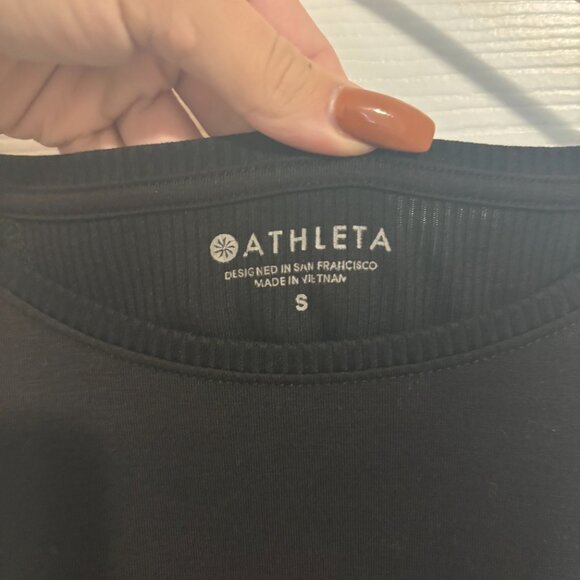 ATHLETA
DESIGNED IN SAN FRANCISCO
MADE IN VIETNAM
S